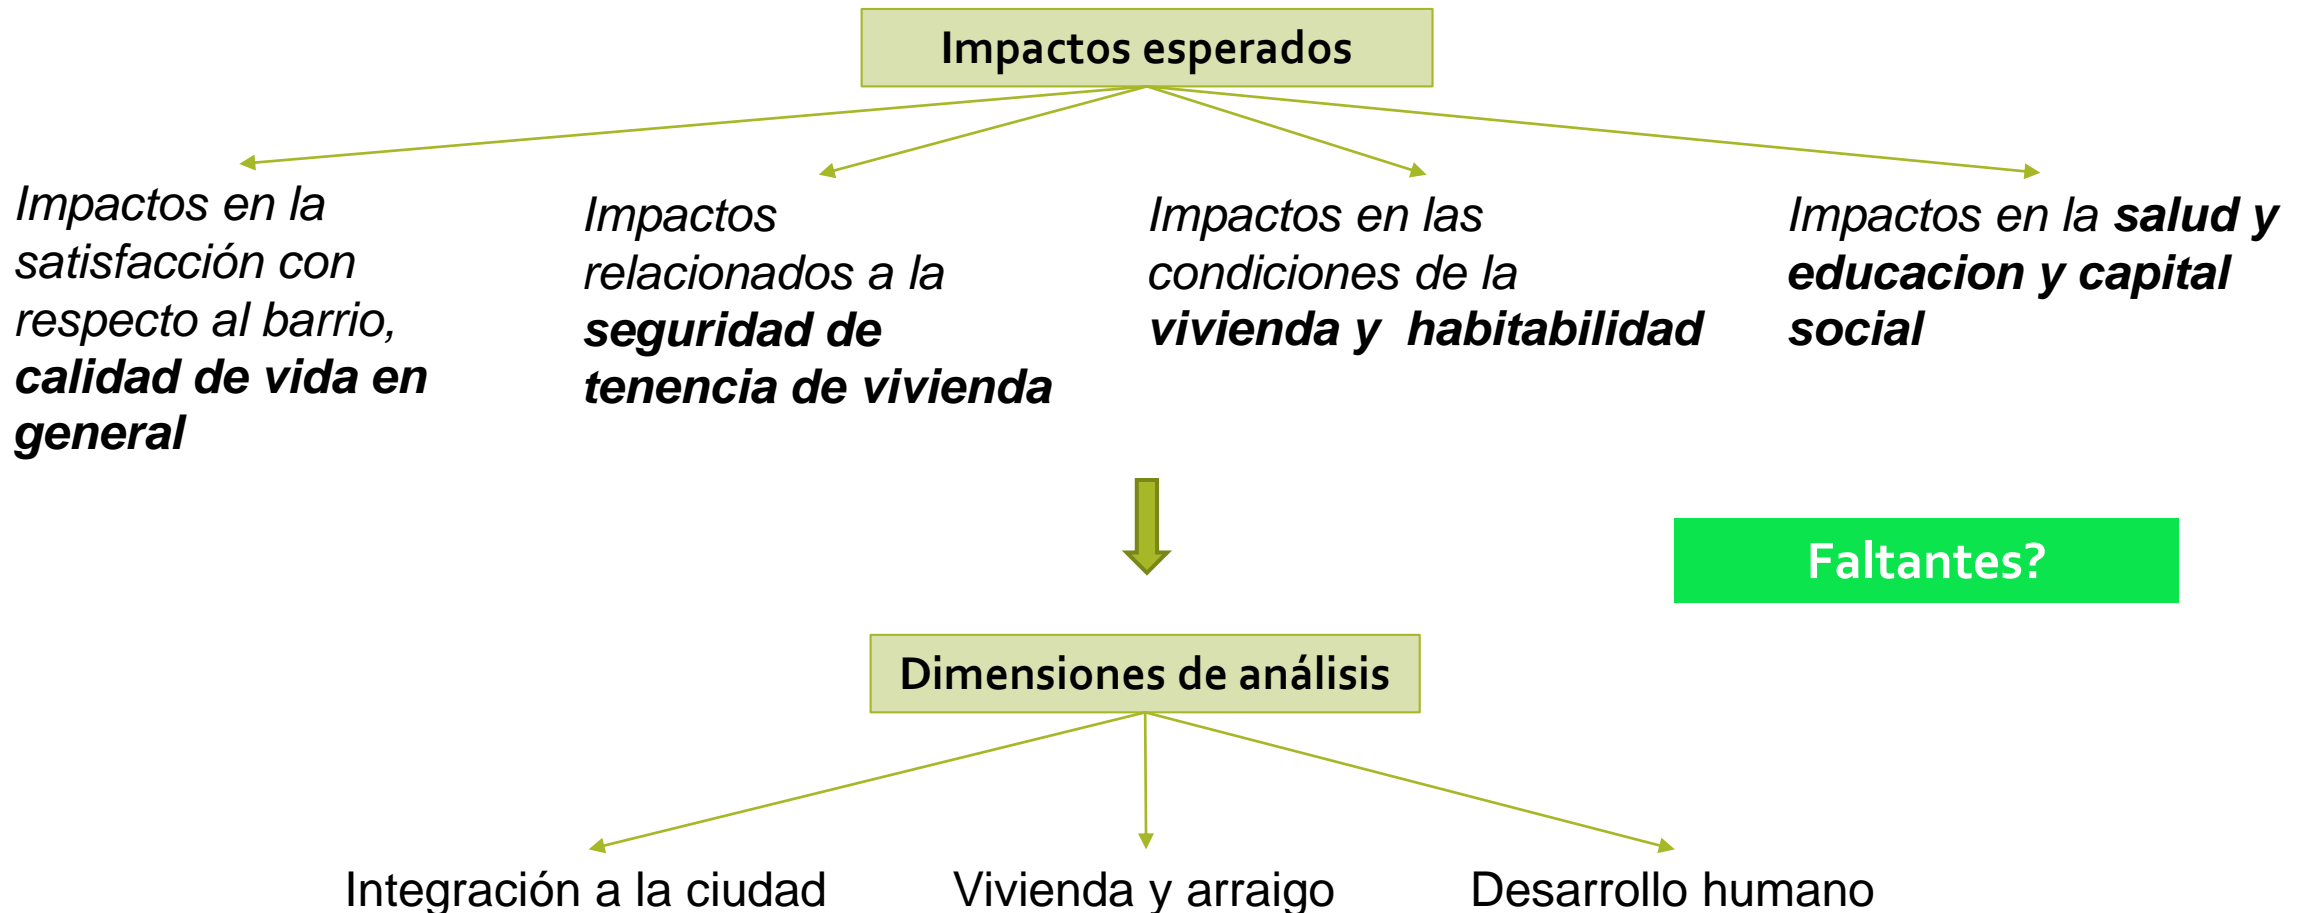 Impactos esperados
Impactos en la
satisfacción con
respecto al barrio,
calidad de vida en
general
Impactos
relacionados a la
seguridad de
tenencia de vivienda
Impactos en las
condiciones de la
vivienda y  habitabilidad
Impactos en la salud y
educacion y capital
social
Faltantes?
Dimensiones de análisis
Integración a la ciudad
Vivienda y arraigo
Desarrollo humano